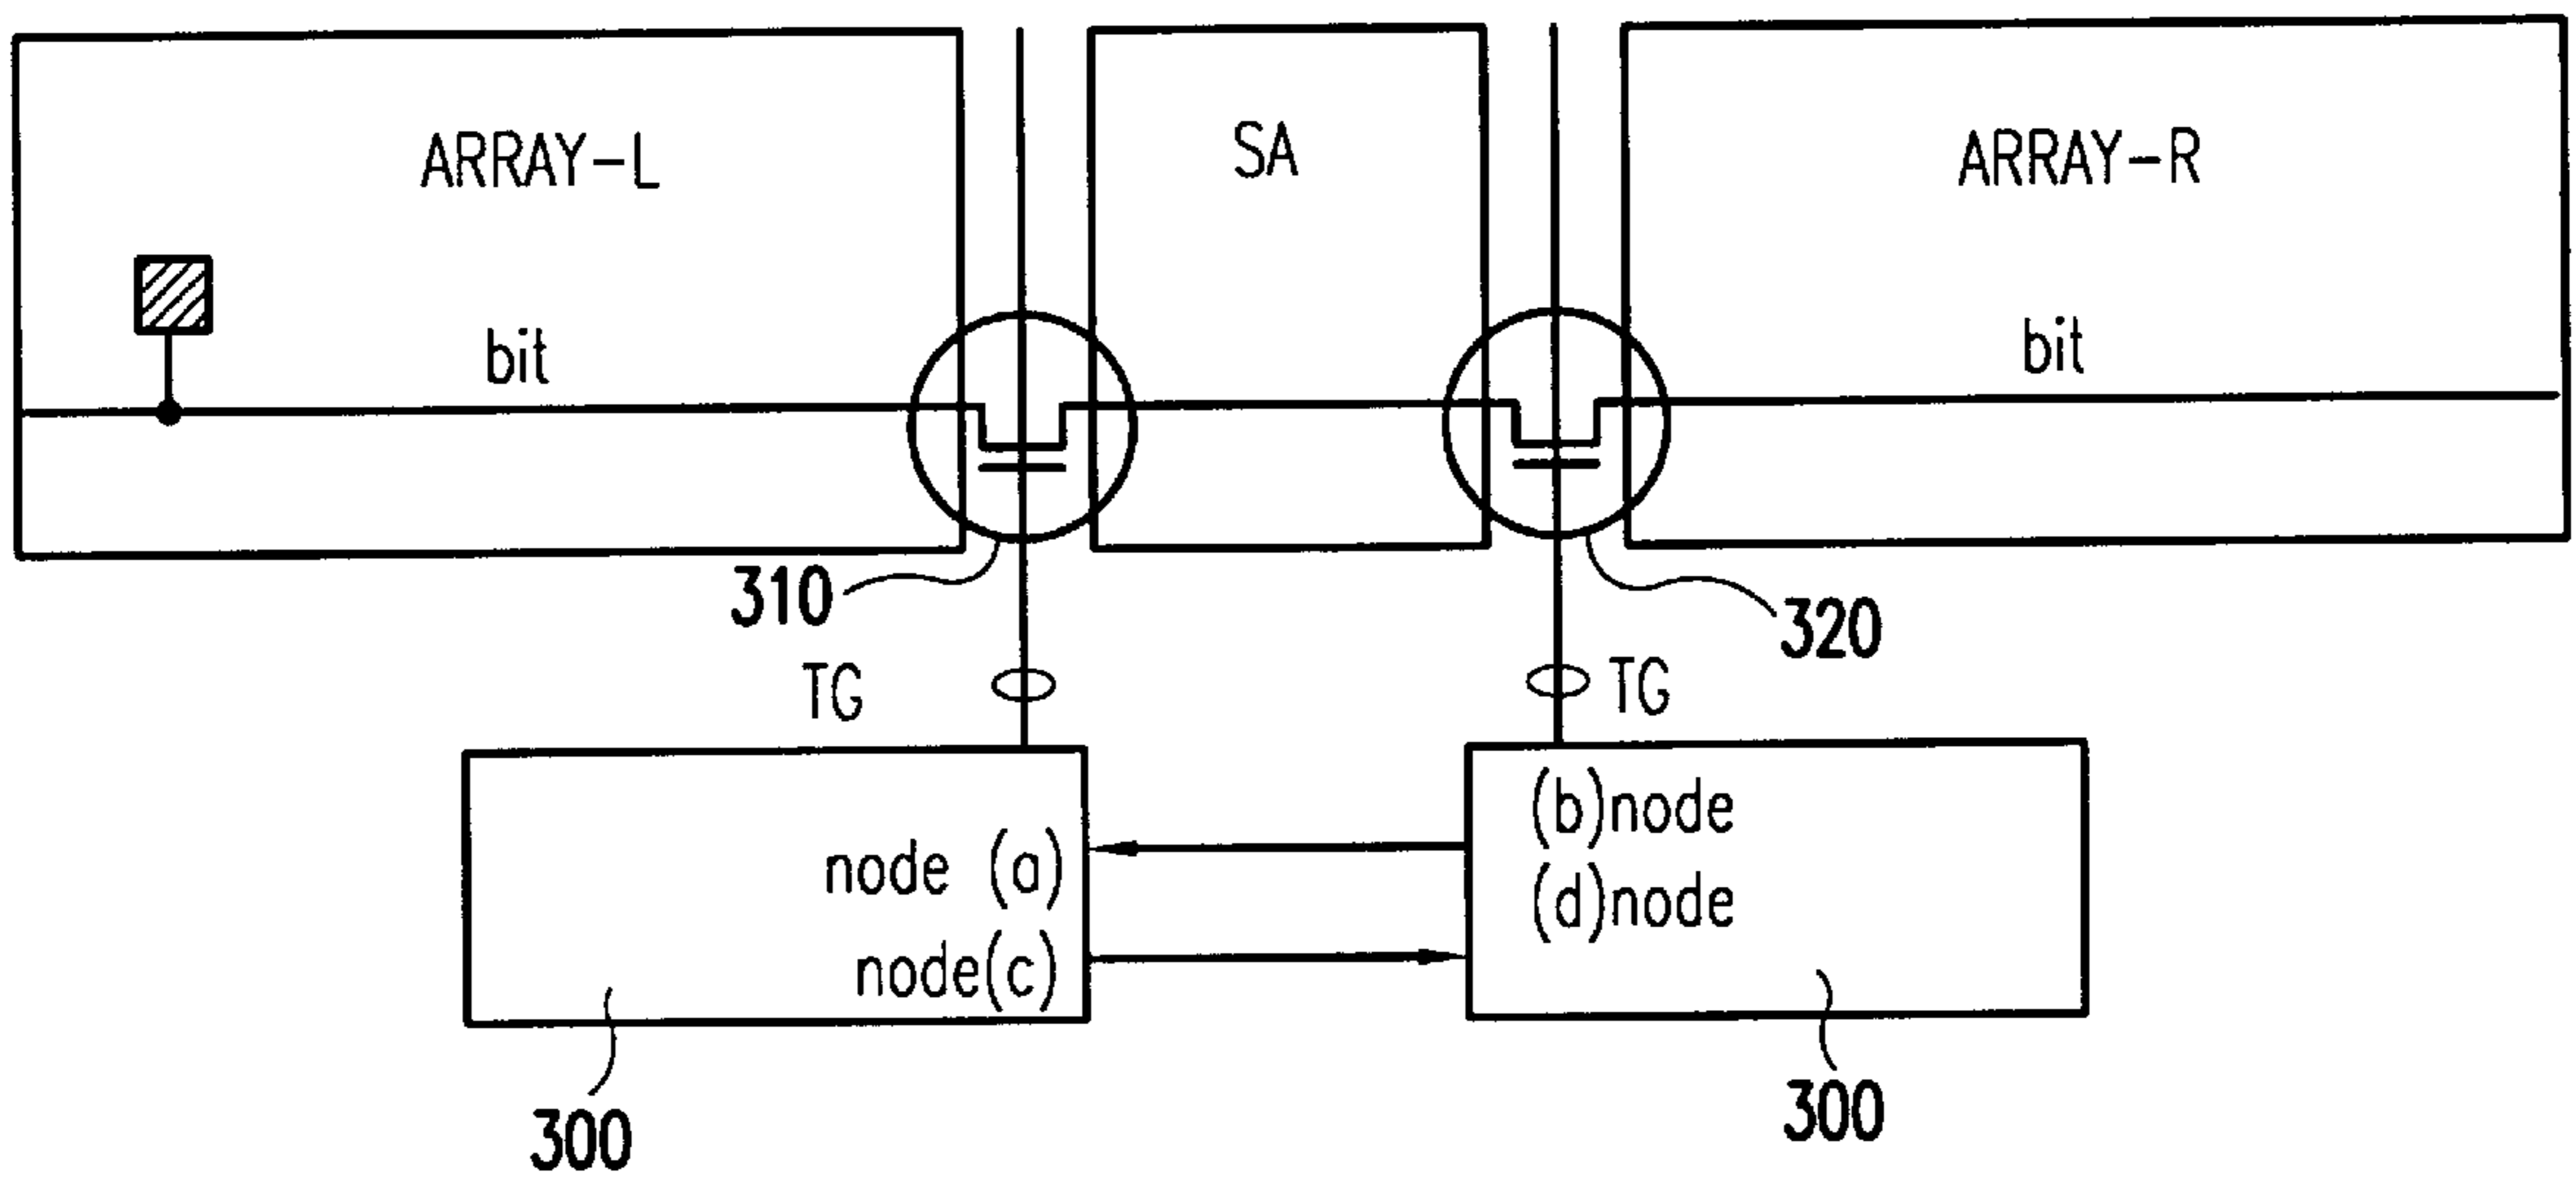 ARRAY-L
SA
ARRAY-R
bit
bit
310
320
TG
TG
node (a)
node(c)
(b)node
(d)node
300
300